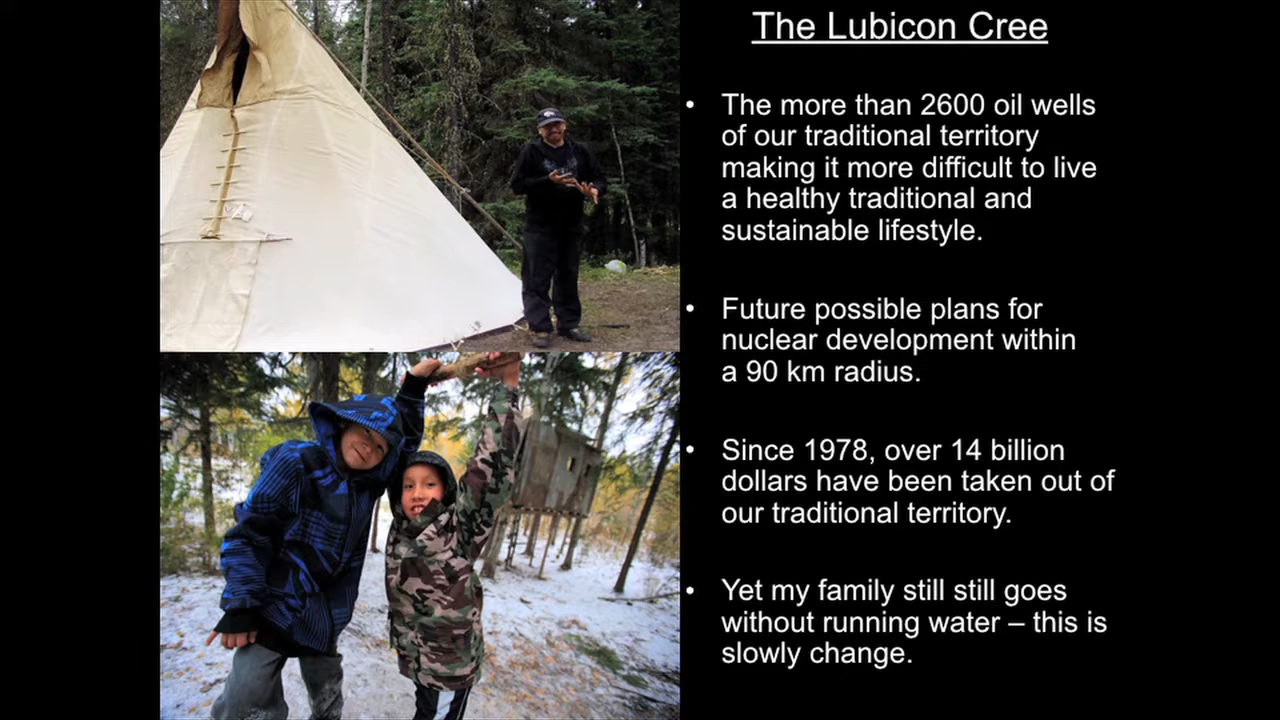 The Lubicon Cree
• The more than 2600 oil wells
of our traditional territory
making it more difficult to live
a healthy traditional and
sustainable lifestyle.
• Future possible plans for
nuclear development within
a 90 km radius.
• Since 1978, over 14 billion
dollars have been taken out of
our traditional territory.
• Yet my family still still goes
without running water – this is
slowly change.